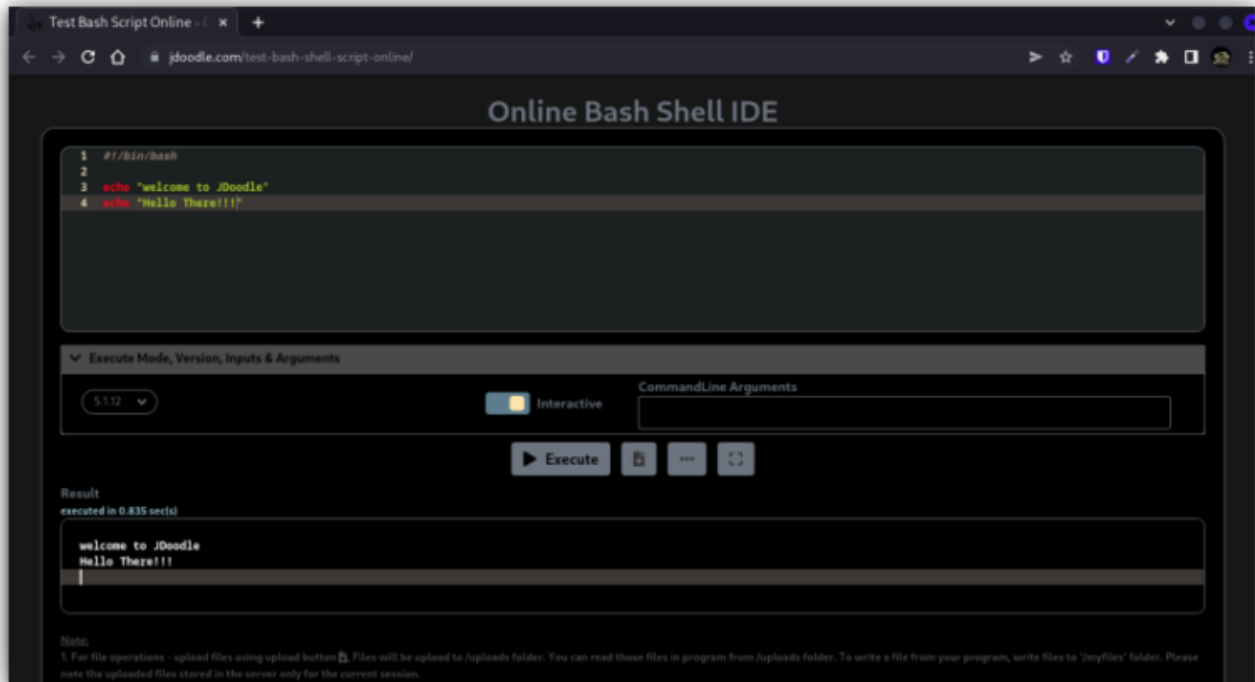 Test Bash Script Online - 
jdoodle.com/test-bash-shell-script-online/
Online Bash Shell IDE
1 #!/bin/bash
2
3 echo "welcome to JDoodle"
4 echo "Hello There!!!"
Execute Mode, Version, Inputs & Arguments
CommandLine Arguments
5.1.12
Interactive
Execute
Result
executed in 0.835 sec(s)
welcome to JDoodle
Hello There!!!
Note:
1. For file operations - upload files using upload button , Files will be upload to /uploads folder. You can read those files in program from /uploads folder. To write a file from your program, write files to '/myfiles' folder. Please
note the uploaded files stored in the server only for the current session.